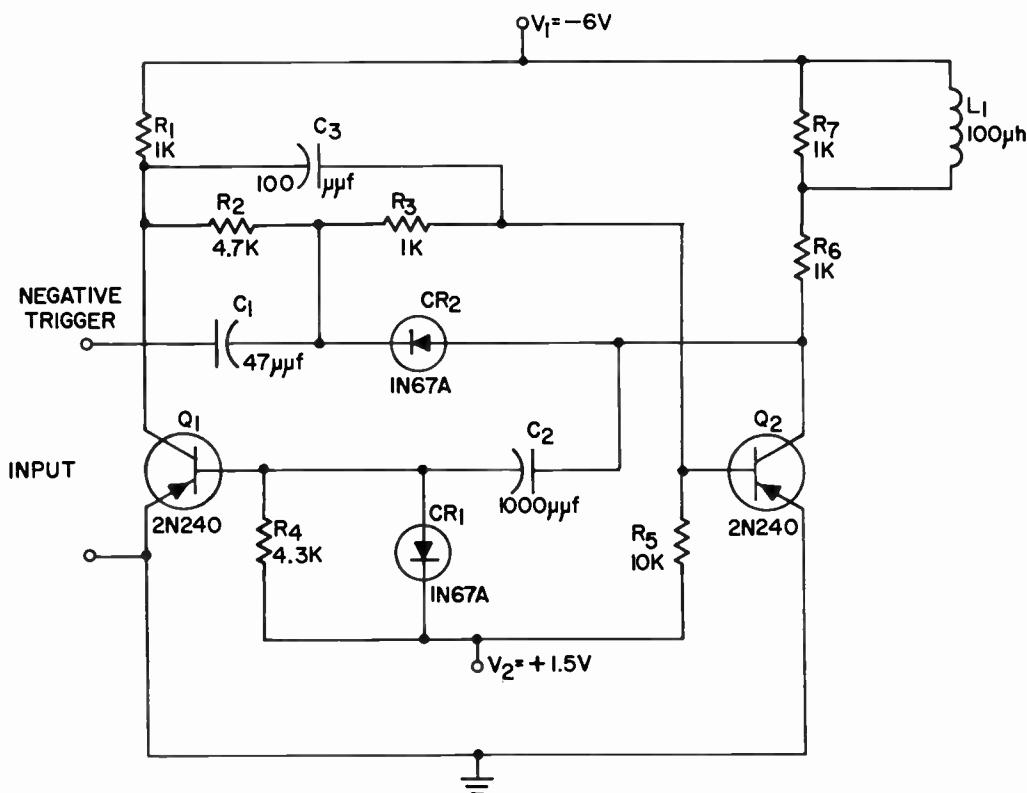 V1=-6V
R1
1K
C3
100 μμf
R7
1K
L1
100μh
R2
4.7K
R3
1K
R6
1K
NEGATIVE
TRIGGER
C1
47μμf
CR2
1N67A
Q1
2N240
INPUT
C2
1000μμf
Q2
2N240
R4
4.3K
CR1
1N67A
R5
10K
V2=+1.5V